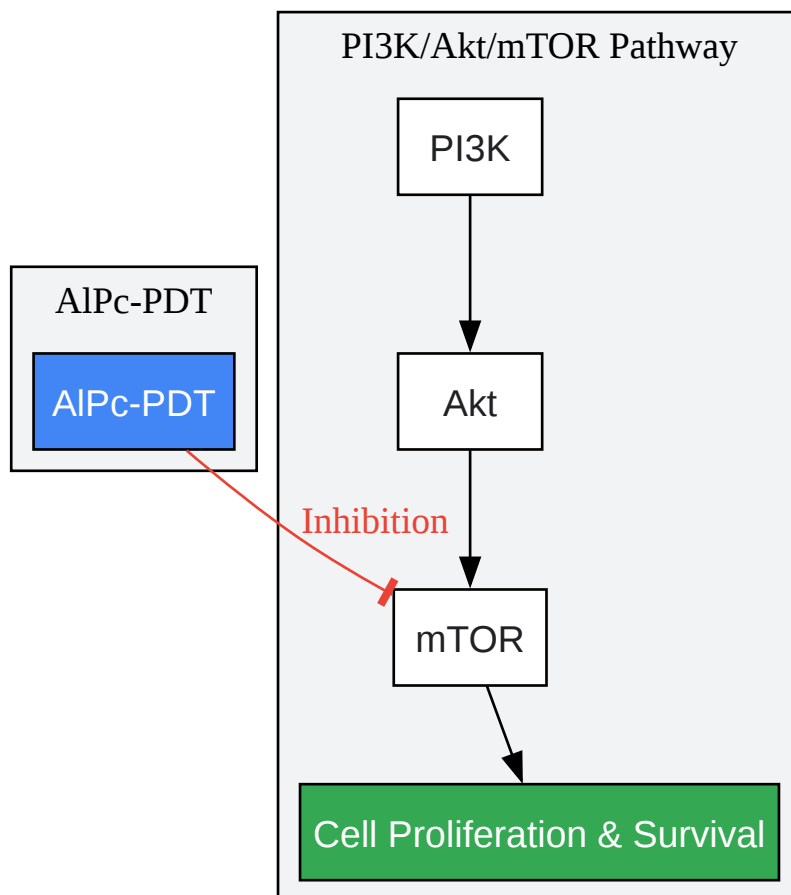 PI3K/Akt/mTOR Pathway
PI3K
AlPc-PDT
AlPc-PDT
Akt
Inhibition
mTOR
Cell Proliferation & Survival